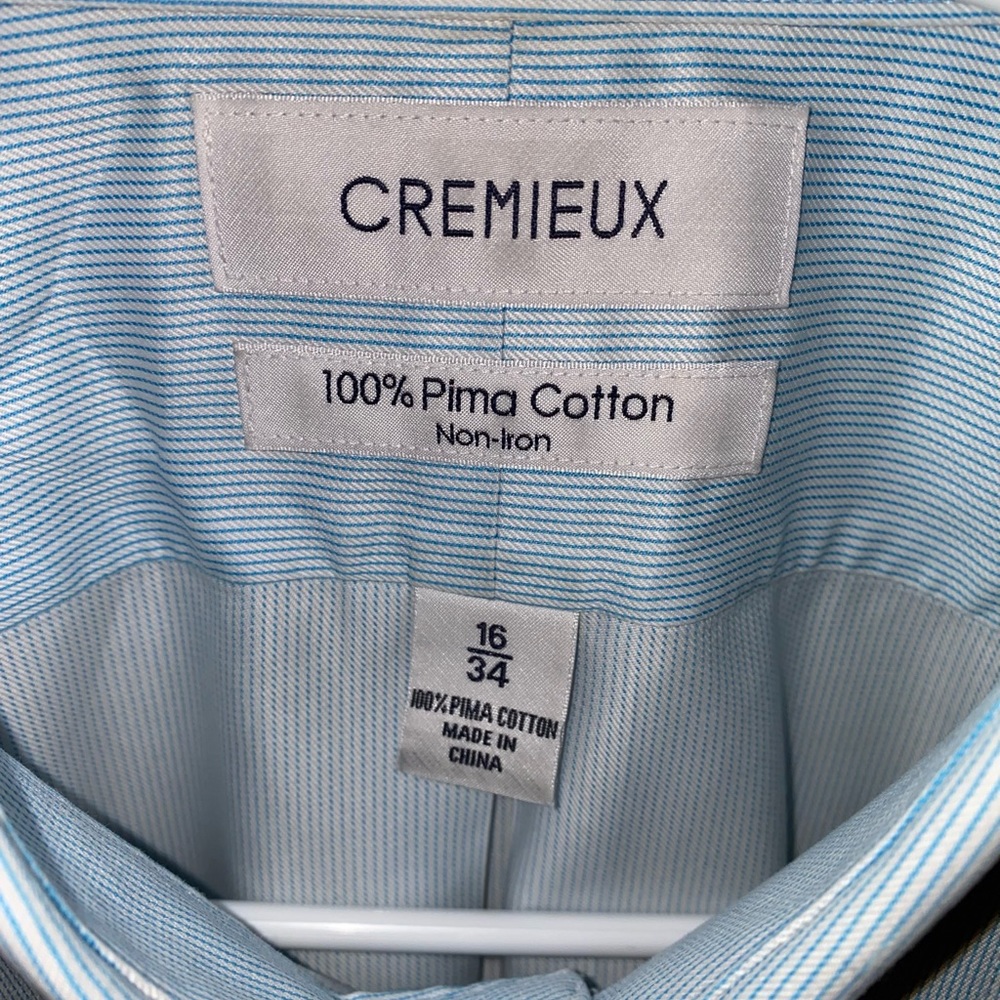 CREMIEUX
100% Pima Cotton
Non-Iron
16
34
100% PIMA COTTON
MADE IN
CHINA